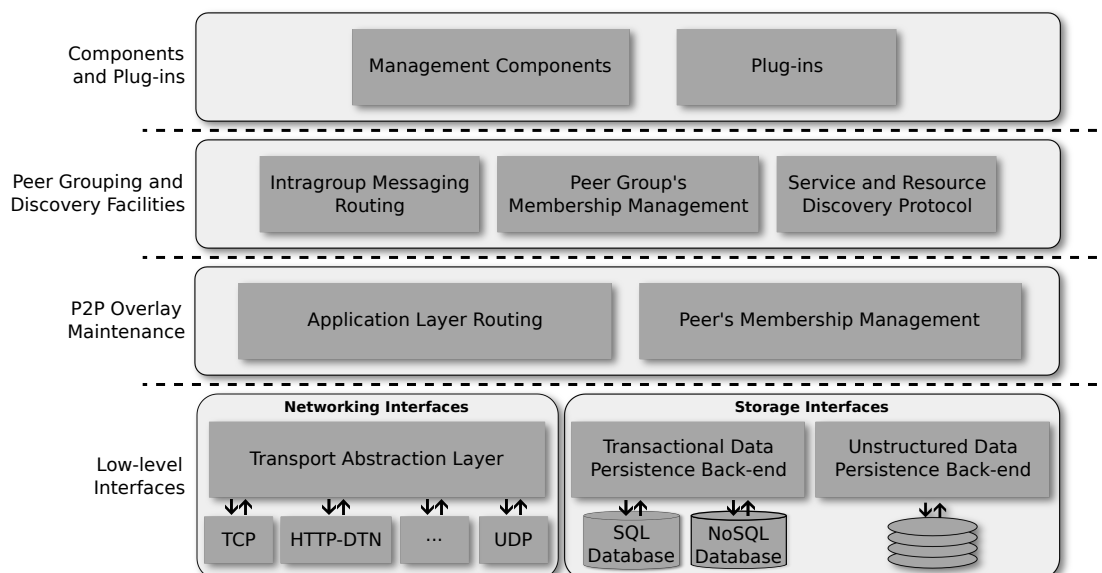 Components
and Plug-ins
Management Components
Plug-ins
Peer Grouping and
Discovery Facilities
Intragroup Messaging
Routing
Peer Group's
Membership Management
Service and Resource
Discovery Protocol
P2P Overlay
Maintenance
Application Layer Routing
Peer's Membership Management
Low-level
Interfaces
Networking Interfaces
Transport Abstraction Layer
TCP
HTTP-DTN
...
UDP
Storage Interfaces
Transactional Data
Persistence Back-end
Unstructured Data
Persistence Back-end
SQL
Database
NoSQL
Database